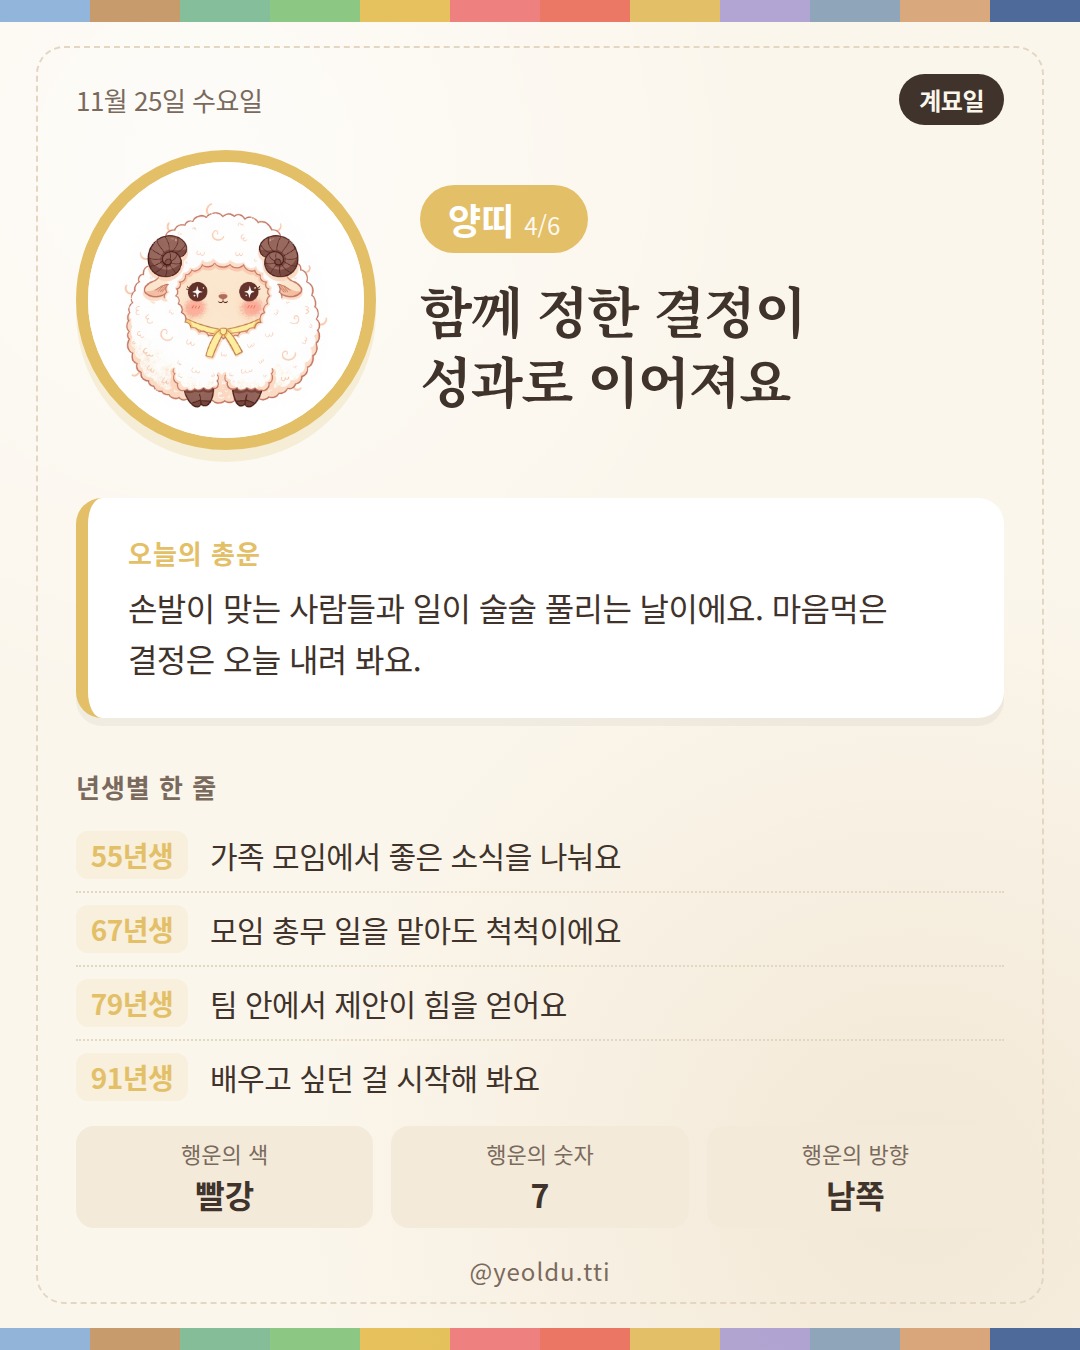 11월 25일 수요일
계묘일
양띠 4/6
함께 정한 결정이
성과로 이어져요
오늘의 총운
손발이 맞는 사람들과 일이 술술 풀리는 날이에요. 마음먹은
결정은 오늘 내려 봐요.
년생별 한 줄
55년생 가족 모임에서 좋은 소식을 나눠요
67년생 모임 총무 일을 맡아도 척척이에요
79년생 팀 안에서 제안이 힘을 얻어요
91년생 배우고 싶던 걸 시작해 봐요
행운의 색
빨강
행운의 숫자
7
행운의 방향
남쪽
@yeoldu.tti